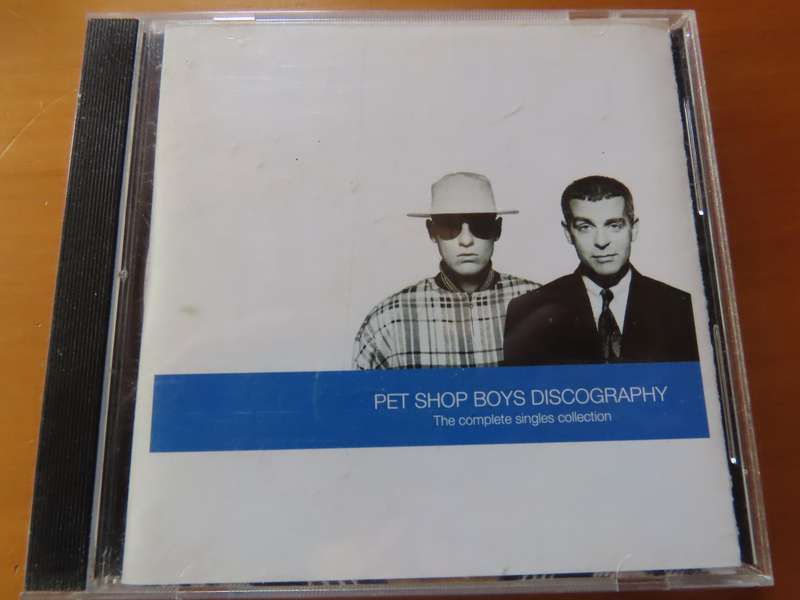 PET SHOP BOYS DISCOGRAPHY
The complete singles collection